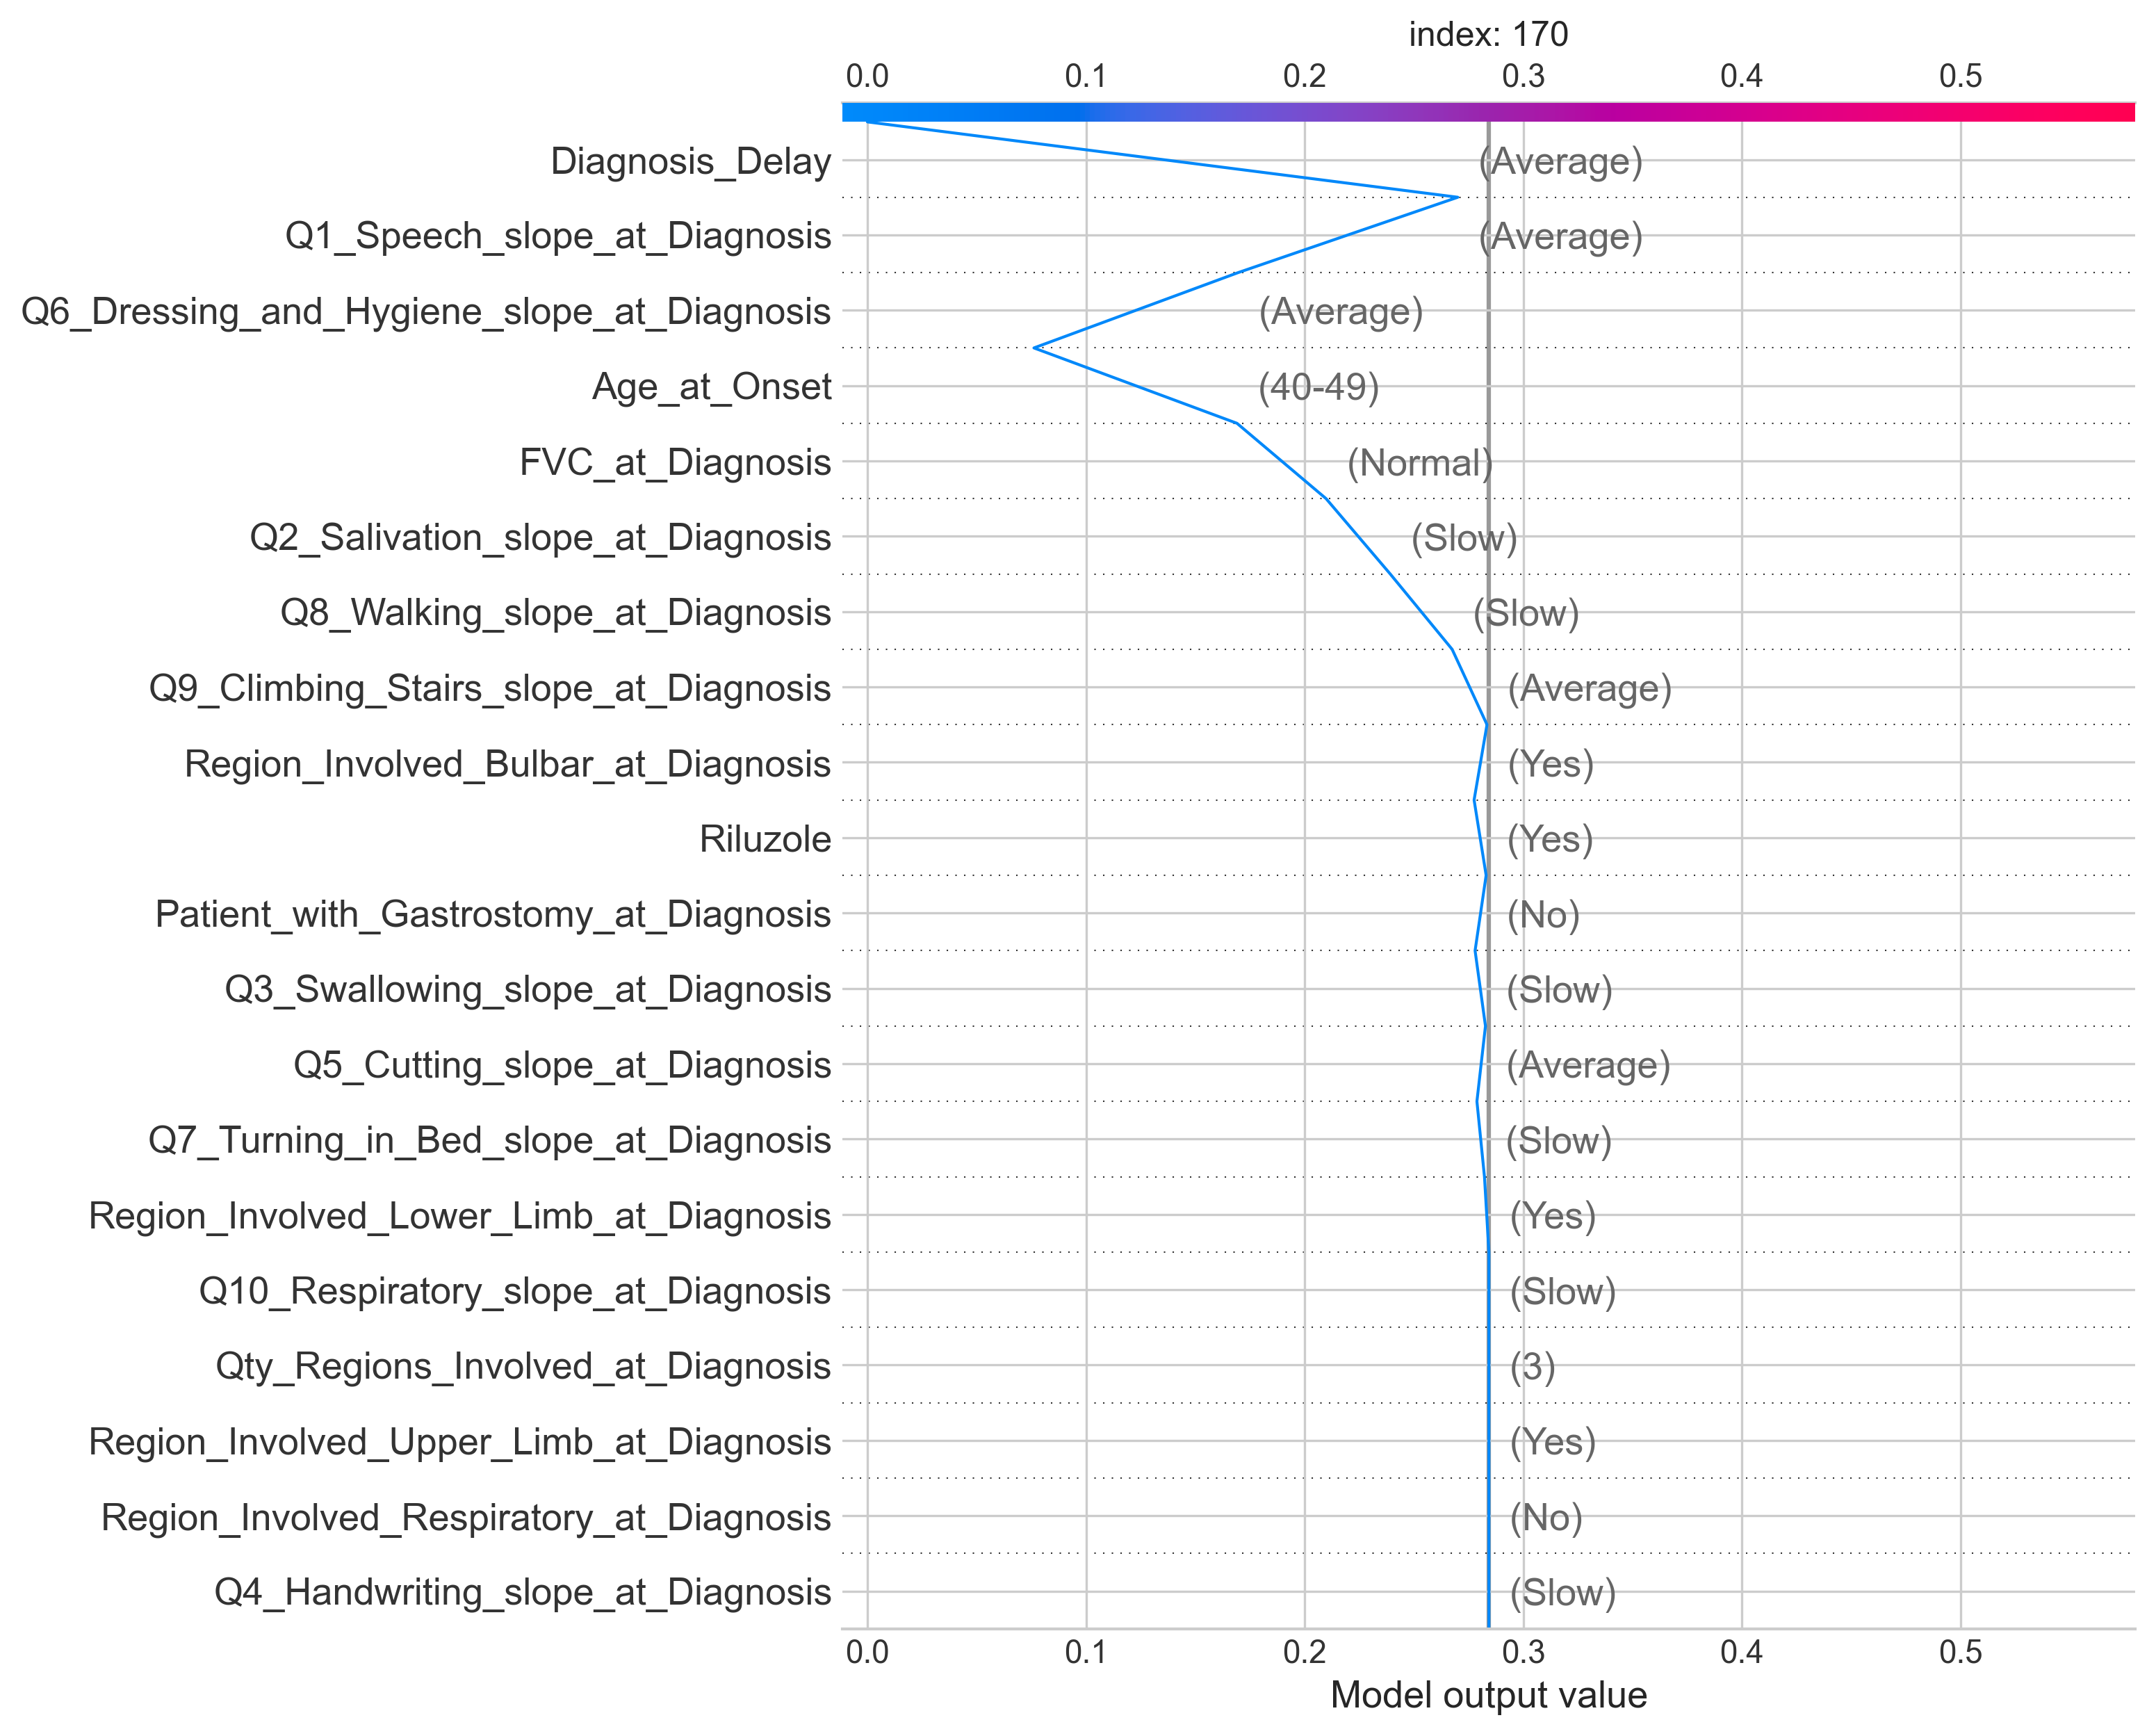 index: 170
0.0 0.1 0.2 0.3 0.4 0.5
Diagnosis_Delay (Average)
Q1_Speech_slope_at_Diagnosis (Average)
Q6_Dressing_and_Hygiene_slope_at_Diagnosis (Average)
Age_at_Onset (40-49)
FVC_at_Diagnosis (Normal)
Q2_Salivation_slope_at_Diagnosis (Slow)
Q8_Walking_slope_at_Diagnosis (Slow)
Q9_Climbing_Stairs_slope_at_Diagnosis (Average)
Region_Involved_Bulbar_at_Diagnosis (Yes)
Riluzole (Yes)
Patient_with_Gastrostomy_at_Diagnosis (No)
Q3_Swallowing_slope_at_Diagnosis (Slow)
Q5_Cutting_slope_at_Diagnosis (Average)
Q7_Turning_in_Bed_slope_at_Diagnosis (Slow)
Region_Involved_Lower_Limb_at_Diagnosis (Yes)
Q10_Respiratory_slope_at_Diagnosis (Slow)
Qty_Regions_Involved_at_Diagnosis (3)
Region_Involved_Upper_Limb_at_Diagnosis (Yes)
Region_Involved_Respiratory_at_Diagnosis (No)
Q4_Handwriting_slope_at_Diagnosis (Slow)
0.0 0.1 0.2 0.3 0.4 0.5
Model output value